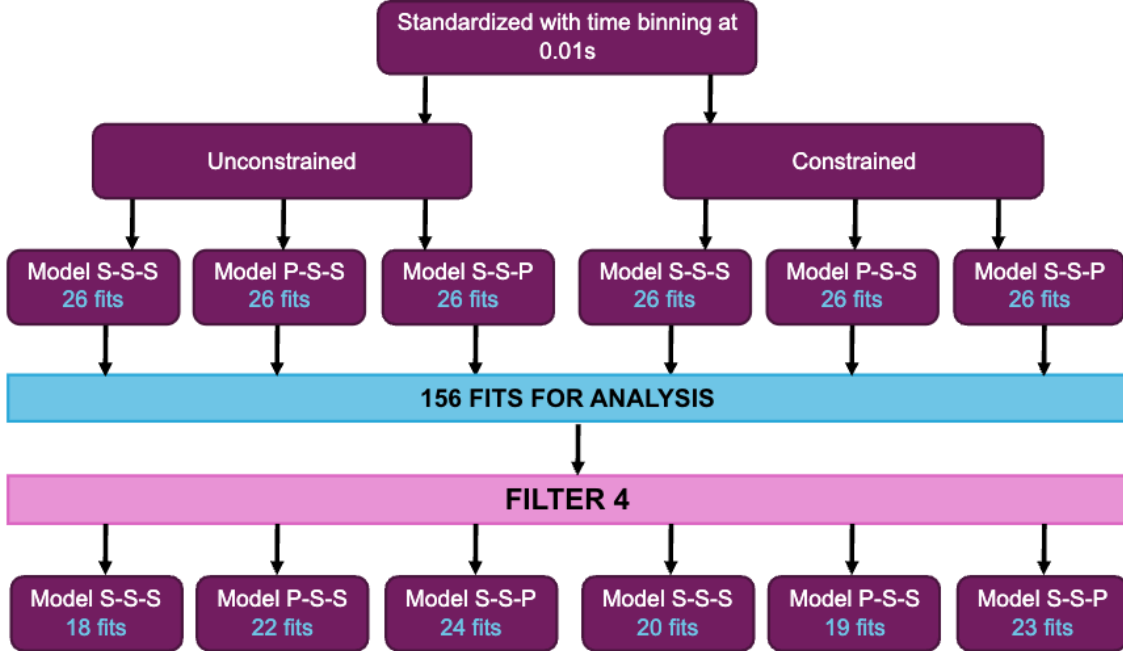 Standardized with time binning at
0.01s
Unconstrained
Constrained
Model S-S-S
26 fits
Model P-S-S
26 fits
Model S-S-P
26 fits
Model S-S-S
26 fits
Model P-S-S
26 fits
Model S-S-P
26 fits
156 FITS FOR ANALYSIS
FILTER 4
Model S-S-S
18 fits
Model P-S-S
22 fits
Model S-S-P
24 fits
Model S-S-S
20 fits
Model P-S-S
19 fits
Model S-S-P
23 fits